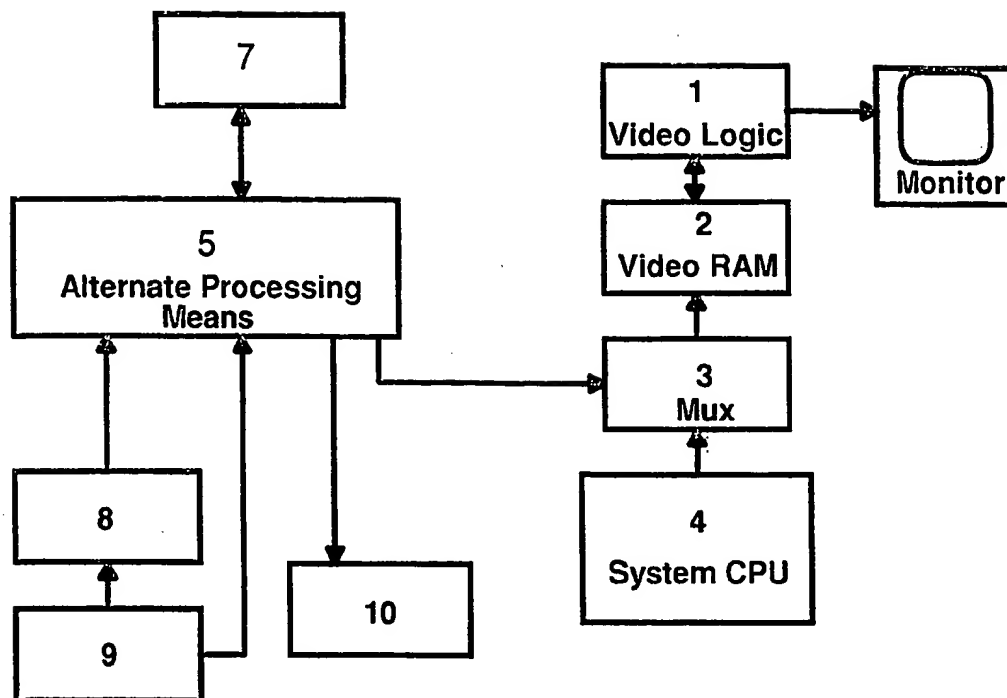 7
1
Video Logic
Monitor
5
Alternate Processing
Means
2
Video RAM
3
Mux
8
4
System CPU
10
9